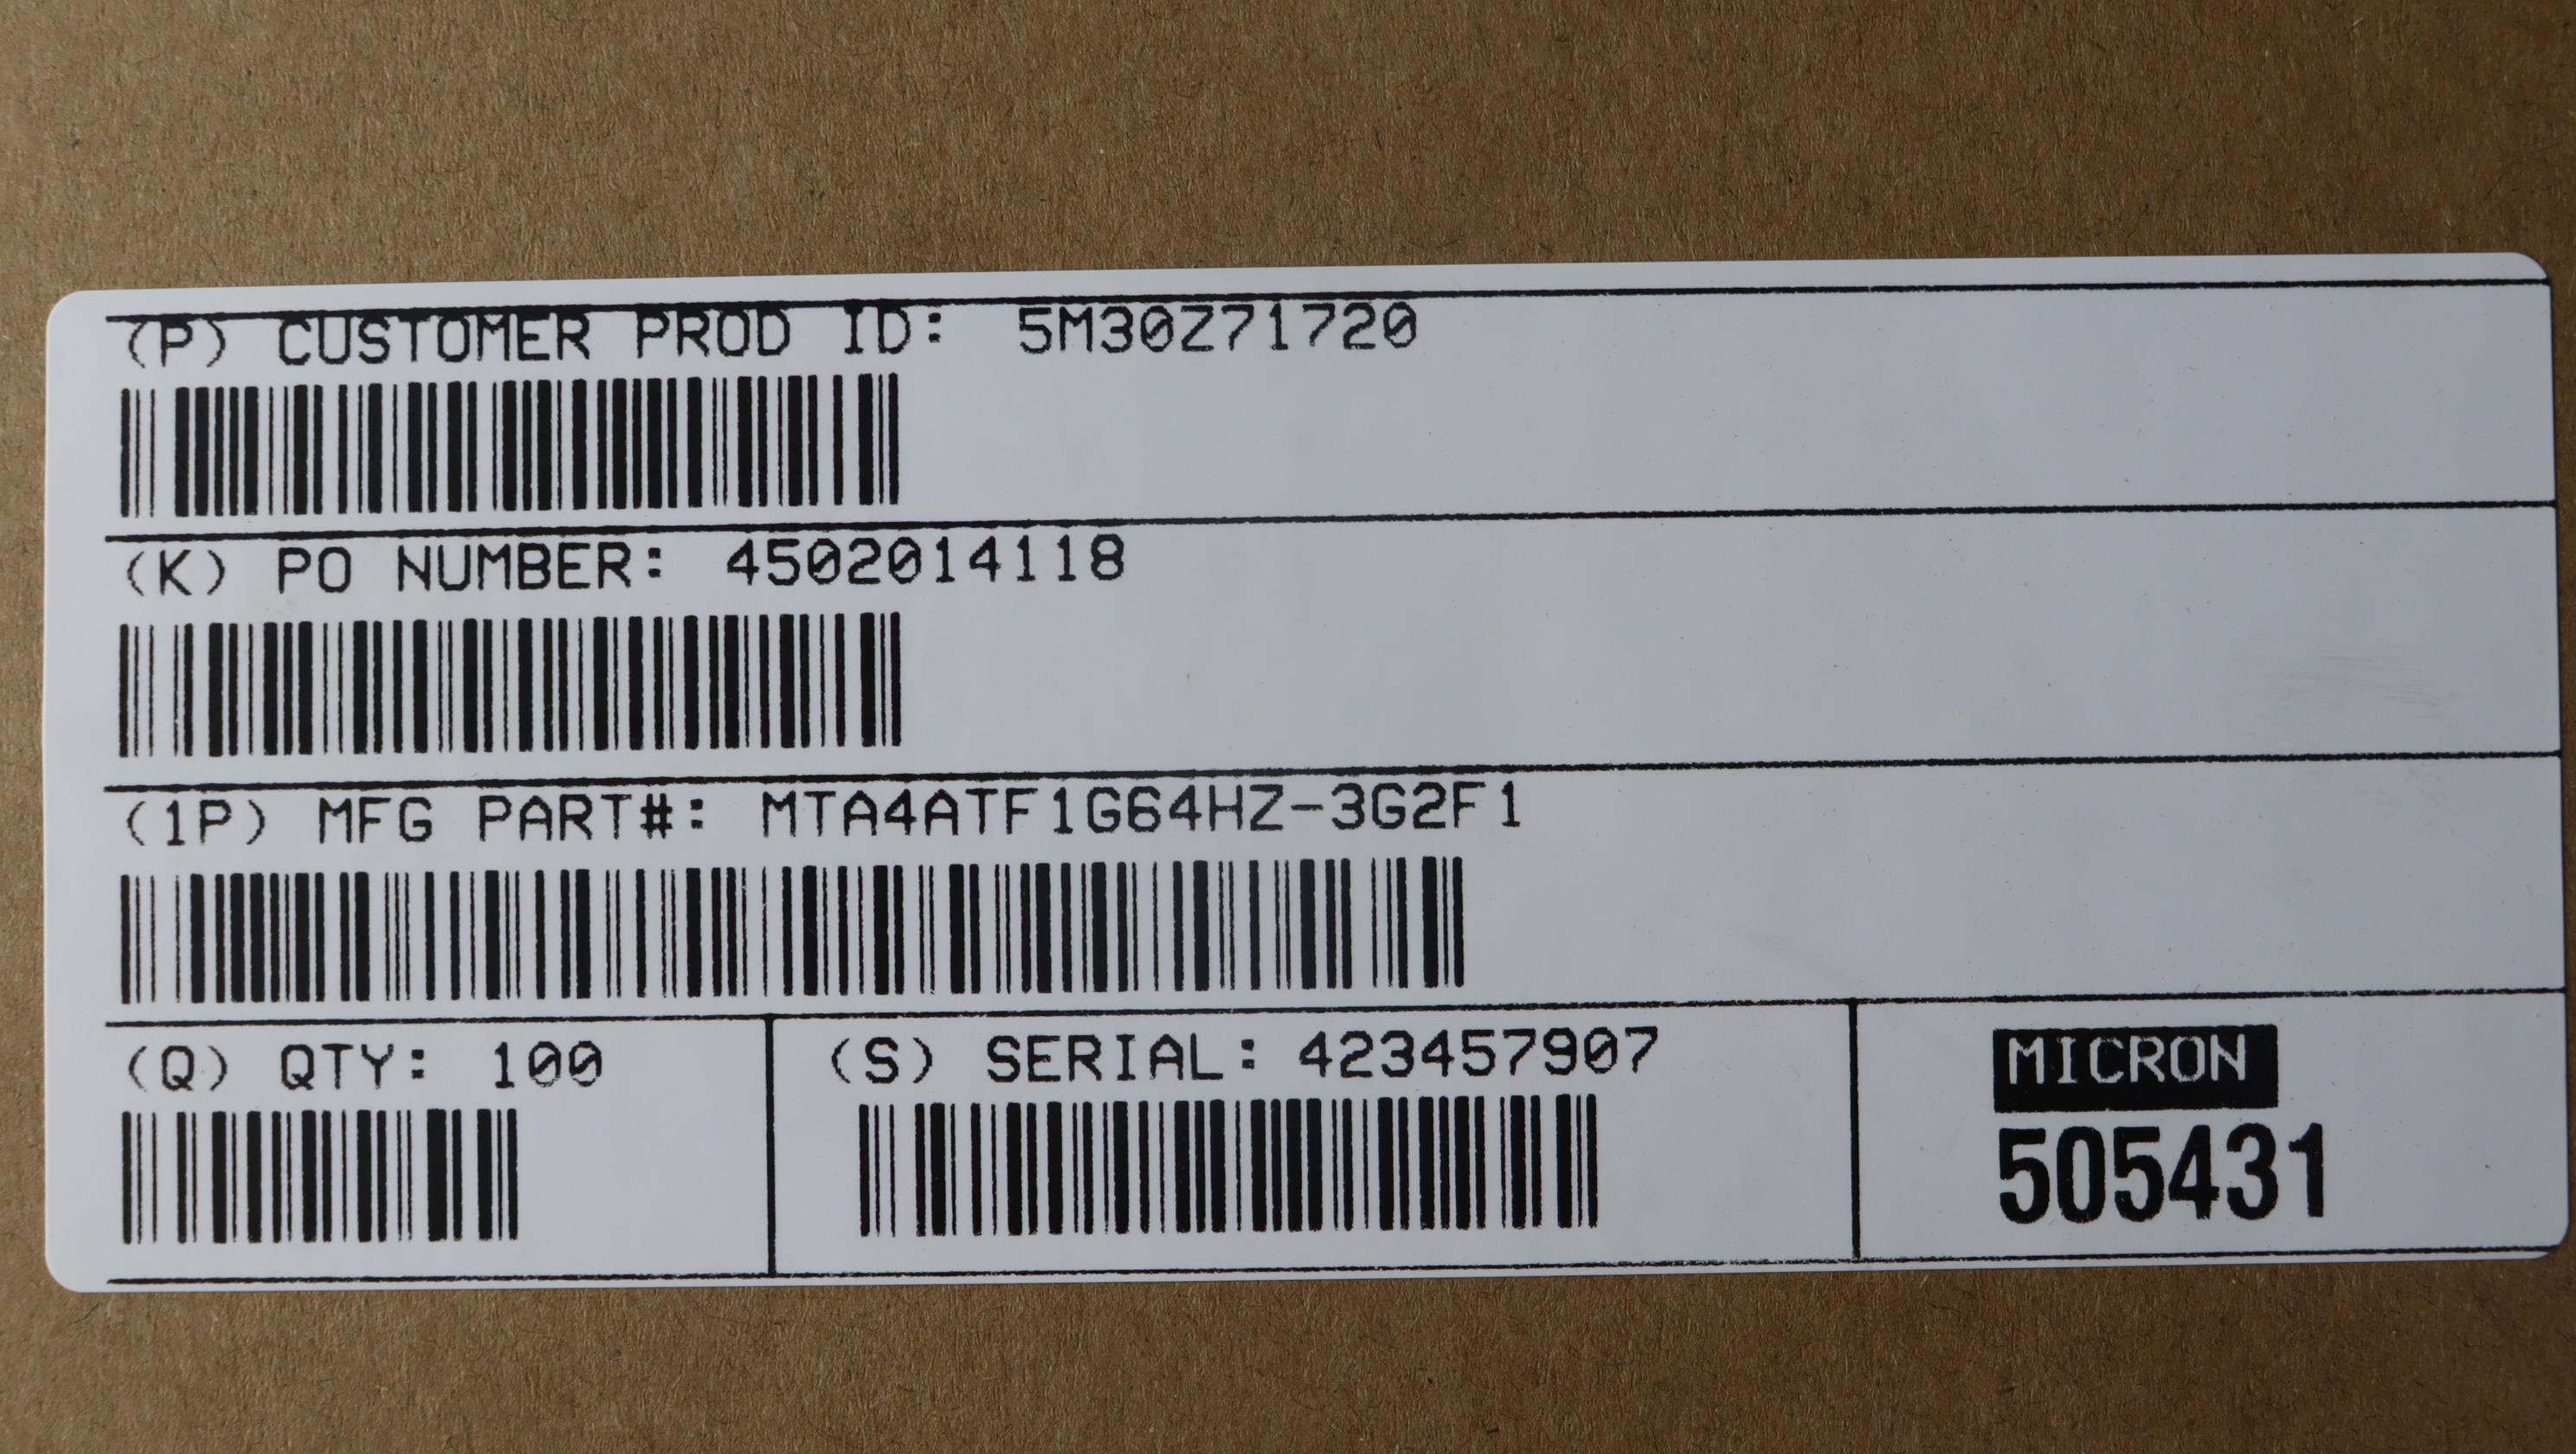 (P) CUSTOMER PROD ID: 5M30Z71720
(K) PO NUMBER: 4502014118
(1P) MFG PART#: MTA4ATF1G64HZ-3G2F1
(Q) QTY: 100
(S) SERIAL: 423457907
MICRON
505431